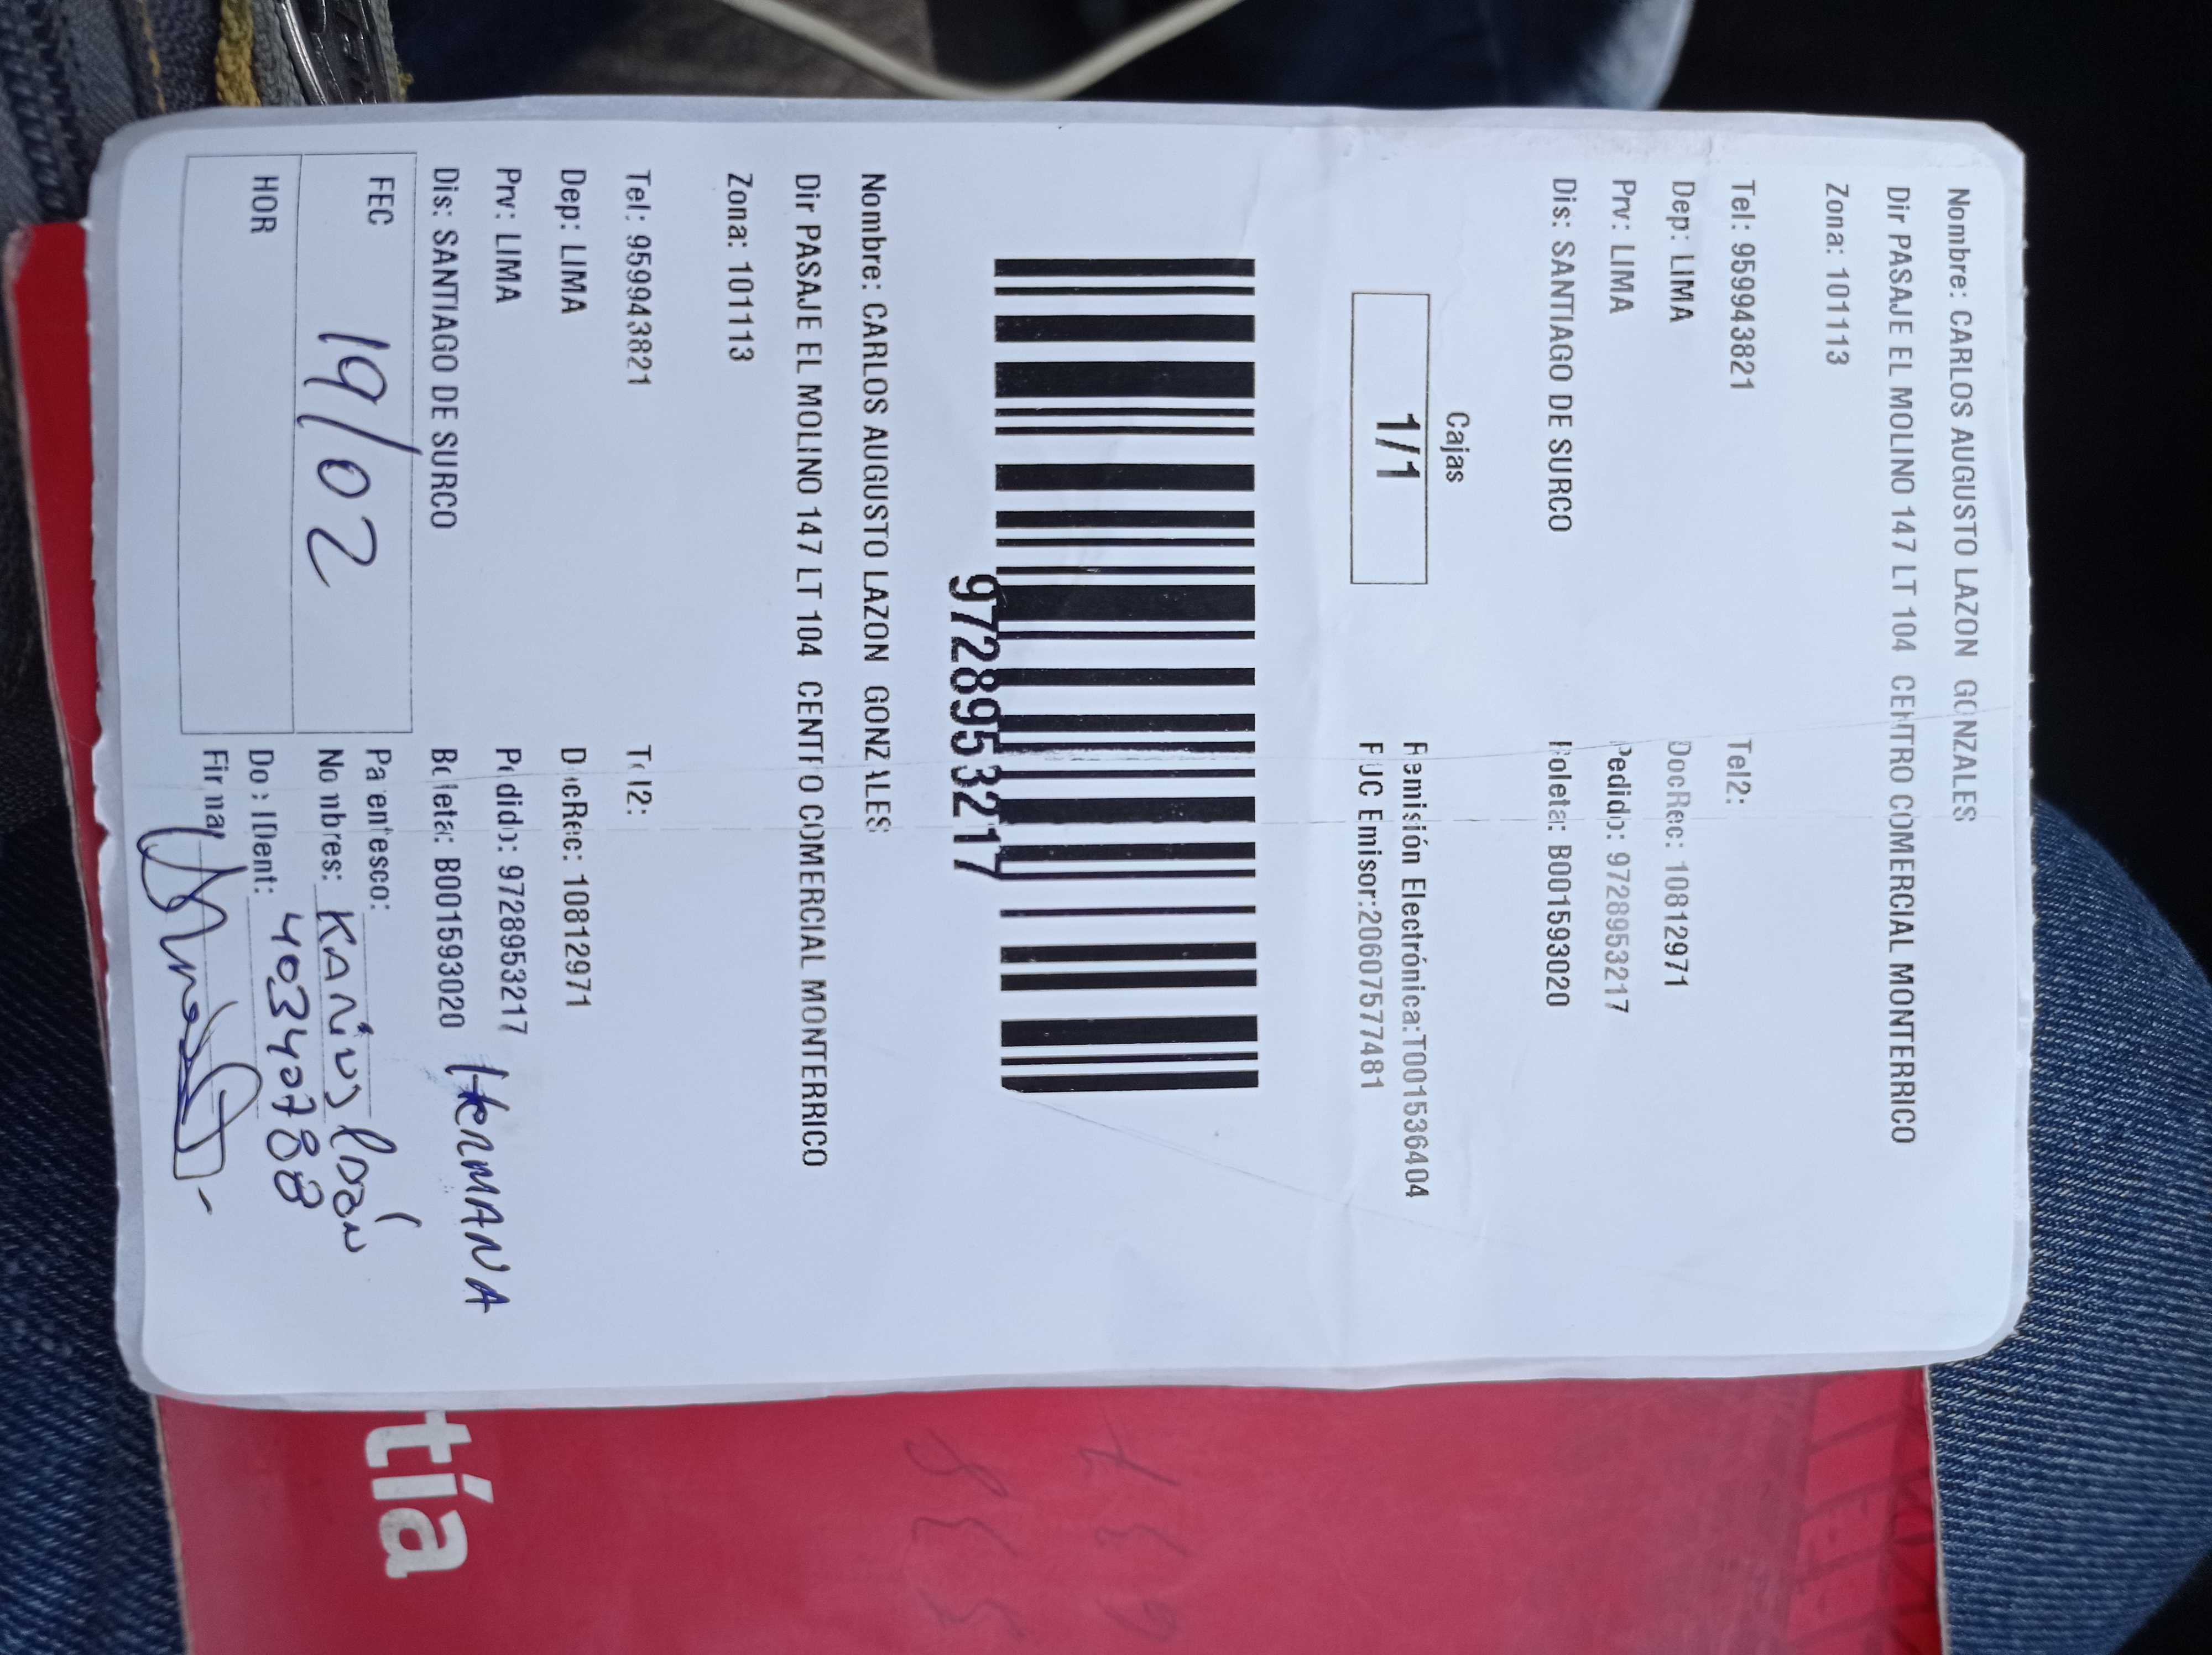 Nombre: CARLOS AUGUSTO LAZON GONZALES
Dir PASAJE EL MOLINO 147 LT 104 CENTRO COMERCIAL MONTERRICO
Zona: 101113
Tel: 959943821 Tel2:
Dep: LIMA DocRec: 10812971
Prv: LIMA Pedido: 9728953217
Dis: SANTIAGO DE SURCO Boleta: B001593020
Cajas
1/1
Remisión Electrónica:T001536404
RUC Emisor:20607577481
9728953217
Nombre: CARLOS AUGUSTO LAZON GONZALES
Dir PASAJE EL MOLINO 147 LT 104 CENTRO COMERCIAL MONTERRICO
Zona: 101113
Tel: 959943821 Tel2:
Dep: LIMA DocRec: 10812971
Prv: LIMA Pedido: 9728953217
Dis: SANTIAGO DE SURCO Boleta: B001593020
HERMANA
FEC 19/02 Parentesco:
Nombres:
HOR Doc IDent: 40340788
Firma
tía